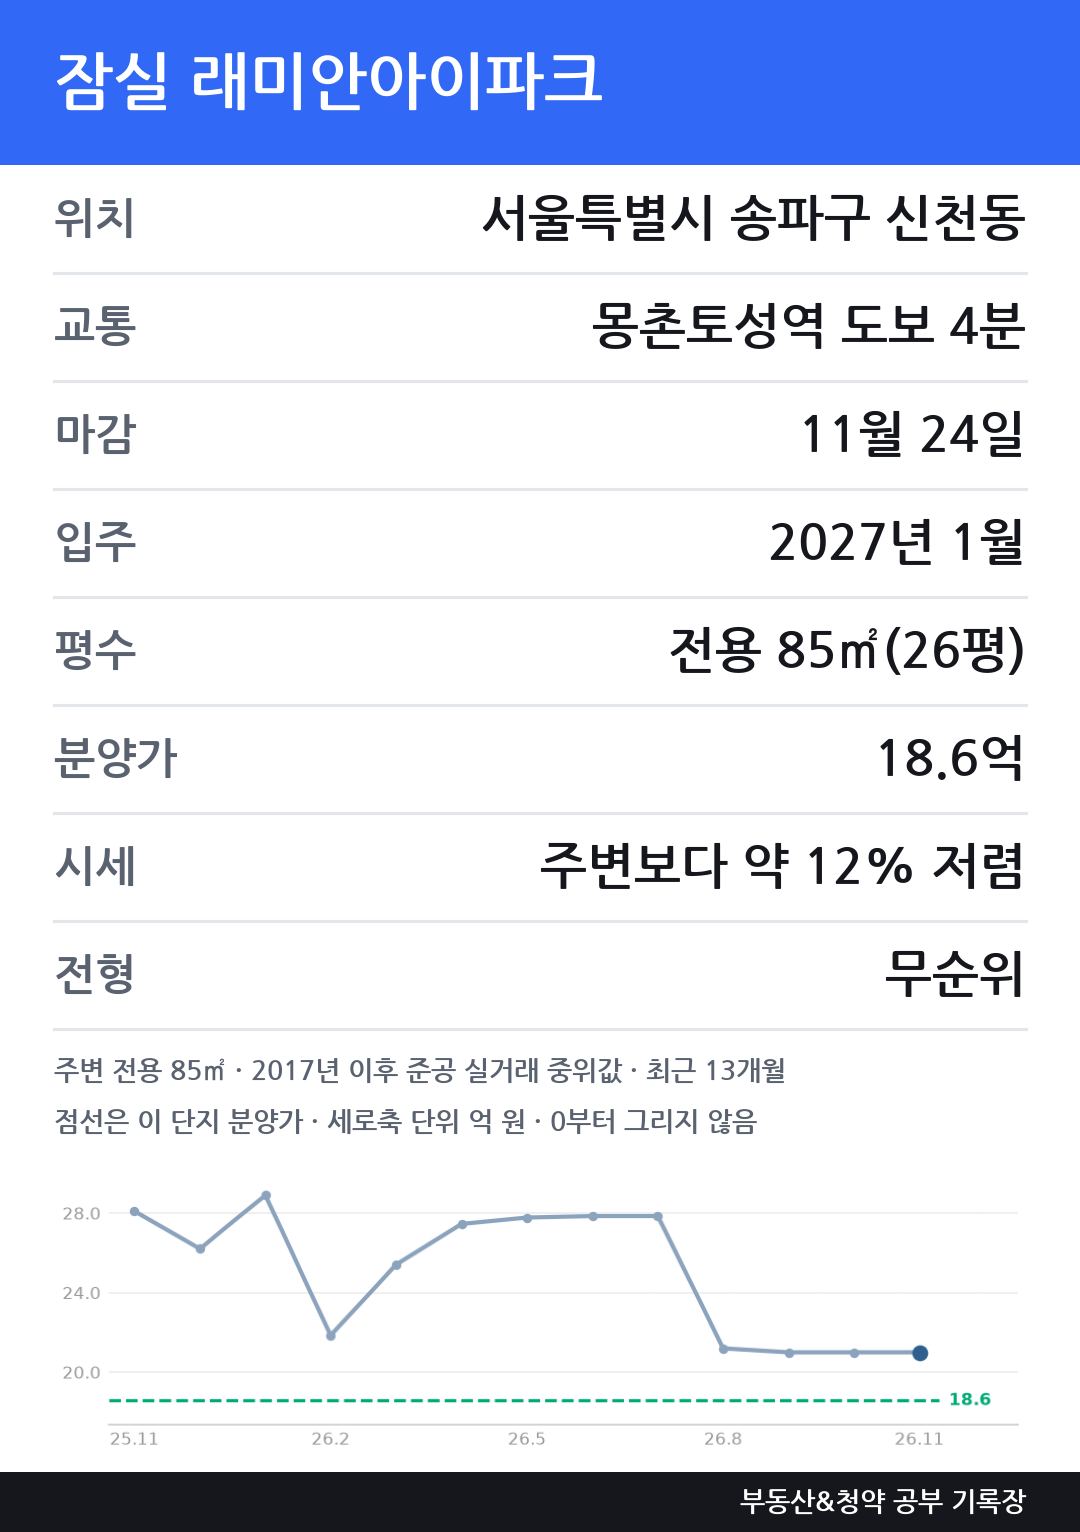 잠실 래미안아이파크
위치 서울특별시 송파구 신천동
교통 몽촌토성역 도보 4분
마감 11월 24일
입주 2027년 1월
평수 전용 85㎡(26평)
분양가 18.6억
시세 주변보다 약 12% 저렴
전형 무순위
주변 전용 85㎡ · 2017년 이후 준공 실거래 중위값 · 최근 13개월
점선은 이 단지 분양가 · 세로축 단위 억 원 · 0부터 그리지 않음
28.0
24.0
20.0
18.6
25.11 26.2 26.5 26.8 26.11
부동산&청약 공부 기록장